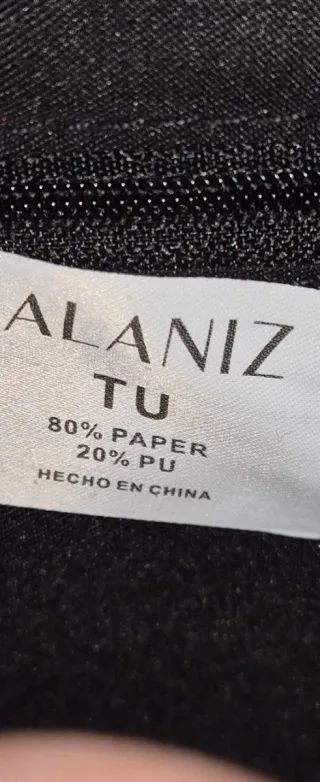 ALANIZ
TU
80% PAPER
20% PU
HECHO EN CHINA